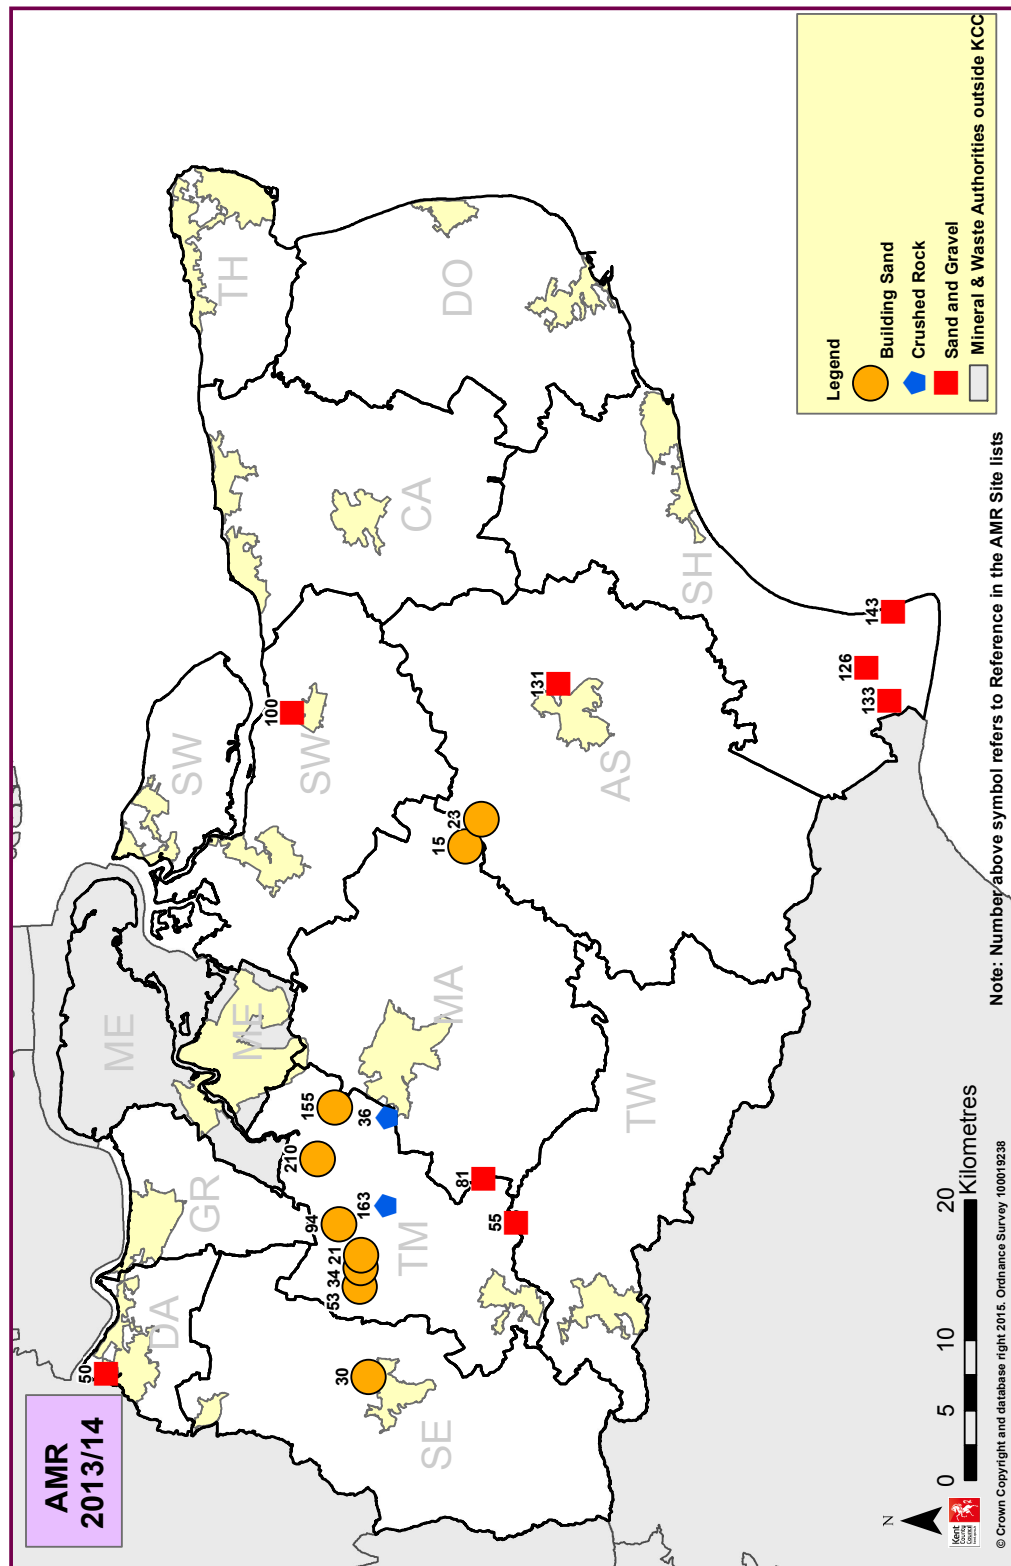 AMR
2013/14
50
DA
GR
ME
ME
SW
SW
100
TH
DO
CA
SE
30
53
34
21
94
210
155
163
36
TM
81
55
MA
TW
15
23
AS
131
SH
133
126
143
Legend
Building Sand
Crushed Rock
Sand and Gravel
Mineral & Waste Authorities outside KCC
N
0
5
10
20
Kilometres
Kent
County
Council
Note: Number above symbol refers to Reference in the AMR Site lists
© Crown Copyright and database right 2015. Ordnance Survey 100019238